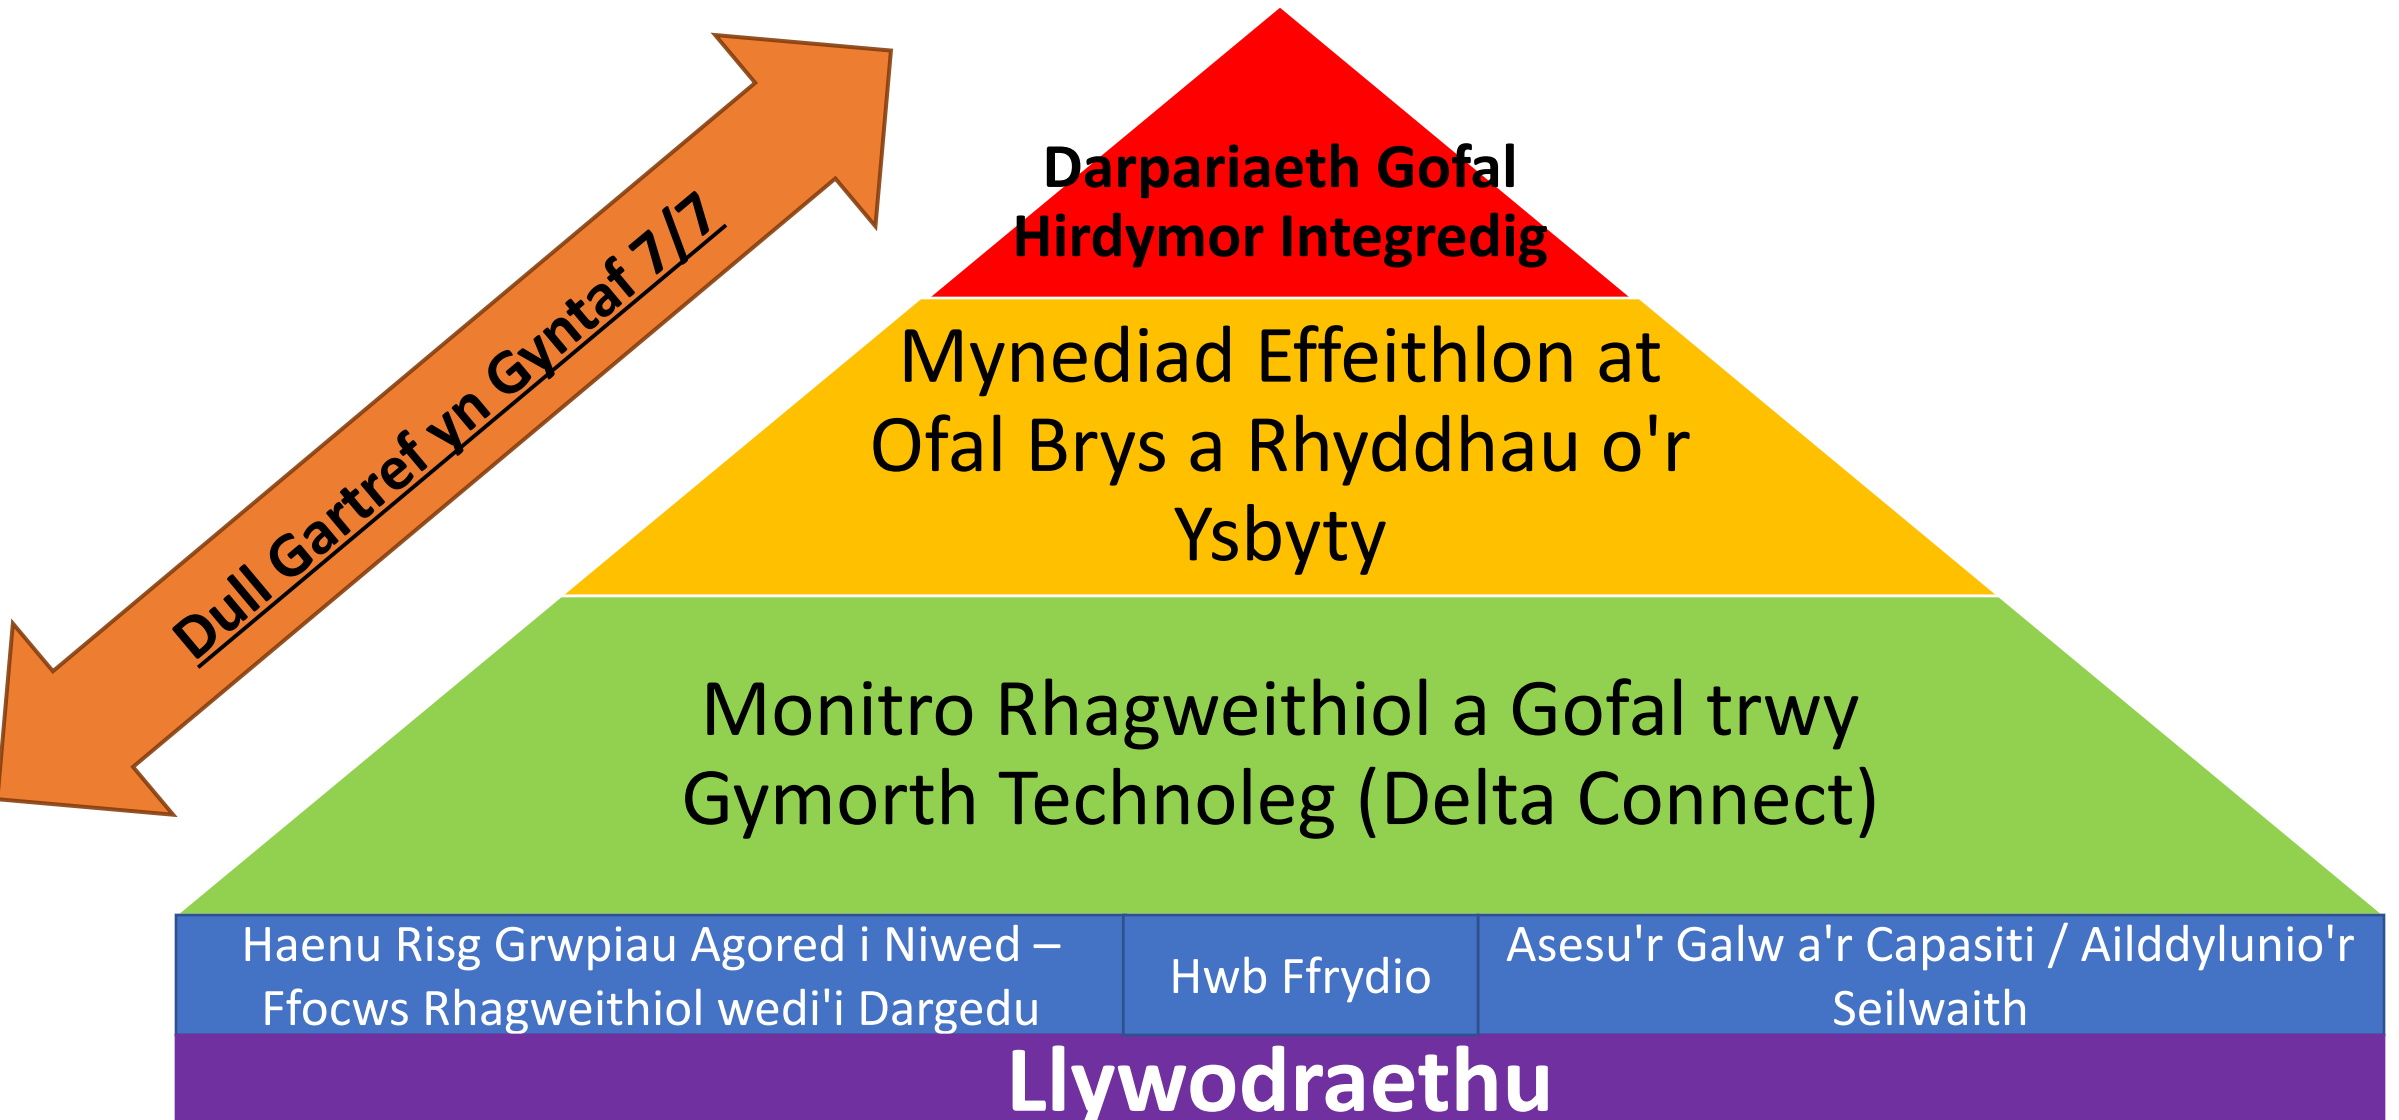 Dull Gartref yn Gyntaf 7/7
Darpariaeth Gofal
Hirdymor Integredig
Mynediad Effeithlon at
Ofal Brys a Rhyddhau o'r
Ysbyty
Monitro Rhagweithiol a Gofal trwy
Gymorth Technoleg (Delta Connect)
Haenu Risg Grwpiau Agored i Niwed –
Ffocws Rhagweithiol wedi'i Dargedu
Hwb Ffrydio
Asesu'r Galw a'r Capasiti / Ailddylunio'r
Seilwaith
Llywodraethu